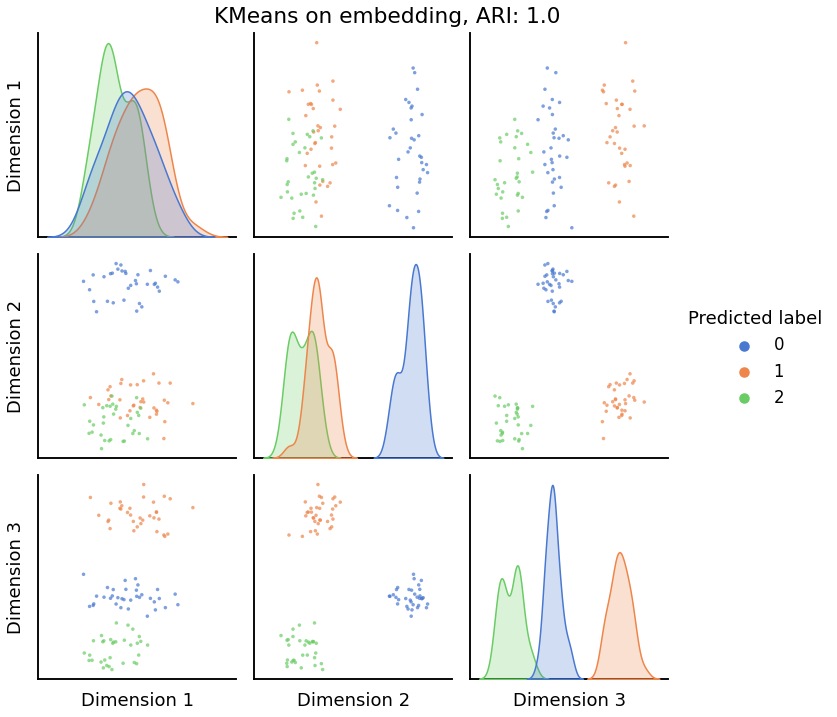 KMeans on embedding, ARI: 1.0
Dimension 1
Dimension 2
Dimension 3
Predicted label
0
1
2
Dimension 1
Dimension 2
Dimension 3